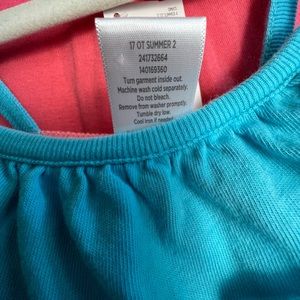 17 OT SUMMER 2
241732664
140169360
Turn garment inside out.
Machine wash cold separately.
Do not bleach.
Remove from washer promptly.
Tumble dry low.
Cool iron if needed.